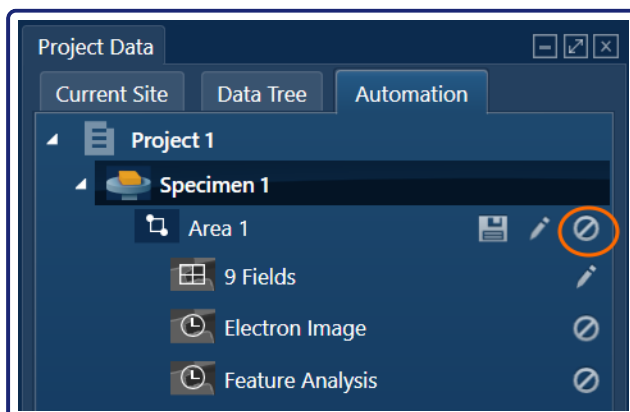 Project Data
Current Site Data Tree Automation
Project 1
Specimen 1
Area 1
9 Fields
Electron Image
Feature Analysis